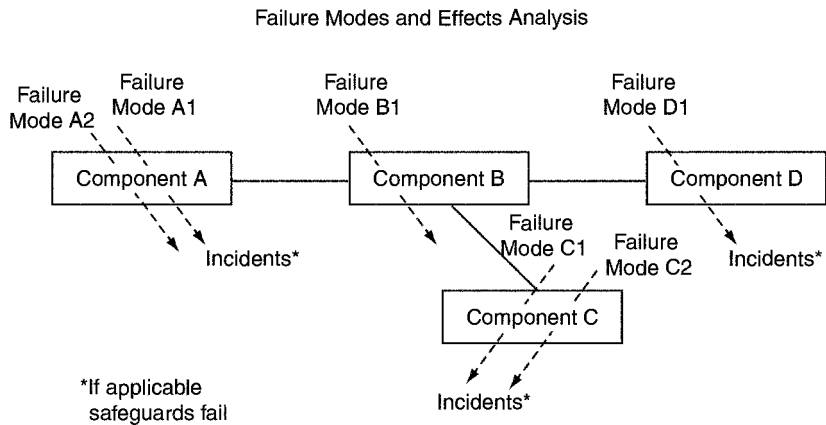 Failure Modes and Effects Analysis
Failure
Mode A2
Failure
Mode A1
Failure
Mode B1
Failure
Mode D1
Component A
Component B
Component D
Incidents*
Failure
Mode C1
Failure
Mode C2
Incidents*
Component C
Incidents*
*If applicable
safeguards fail